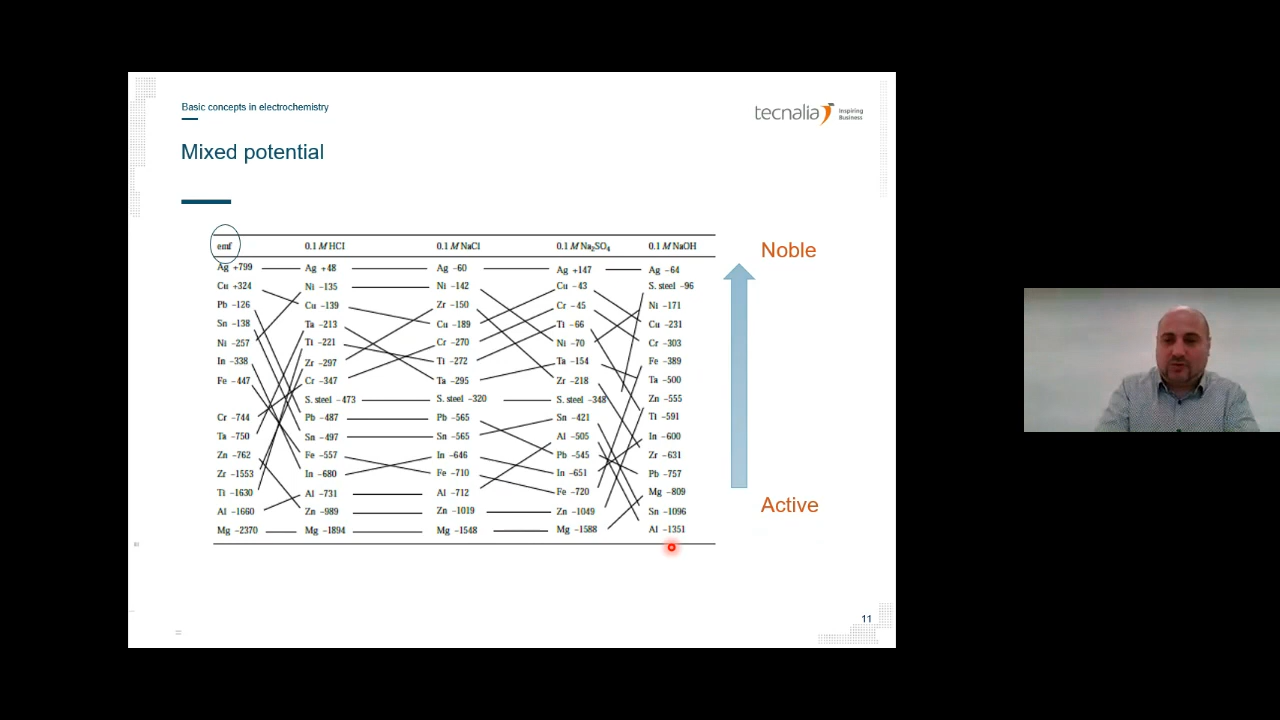 Basic concepts in electrochemistry
tecnalia Inspiring Business
Mixed potential
emf 0.1 M HCl 0.1 M NaCl 0.1 M Na₂SO₄ 0.1 M NaOH
Noble
Ag +799 Ag +48 Ag −60 Ag +147 Ag −64
Cu +324 Ni −135 Ni −142 Cu −43 S. steel −96
Pb −126 Cu −139 Zr −150 Cr −45 Ni −171
Sn −138 Ta −213 Cu −189 Ti −66 Cu −231
Ni −257 Ti −221 Cr −270 Ni −70 Cr −303
In −338 Zr −297 Ti −272 Ta −154 Fe −389
Fe −447 Cr −347 Ta −295 Zr −218 Ta −500
S. steel −473 S. steel −320 S. steel −348 Zn −555
Cr −744 Pb −487 Pb −565 Sn −421 Ti −591
Ta −750 Sn −497 Sn −565 Al −505 In −600
Zn −762 Fe −557 In −646 Pb −545 Zr −631
Zr −1553 In −680 Fe −710 In −651 Pb −757
Ti −1630 Al −731 Al −712 Fe −720 Mg −809
Al −1660 Zn −989 Zn −1019 Zn −1049 Sn −1096
Mg −2370 Mg −1894 Mg −1548 Mg −1588 Al −1351
Active
11